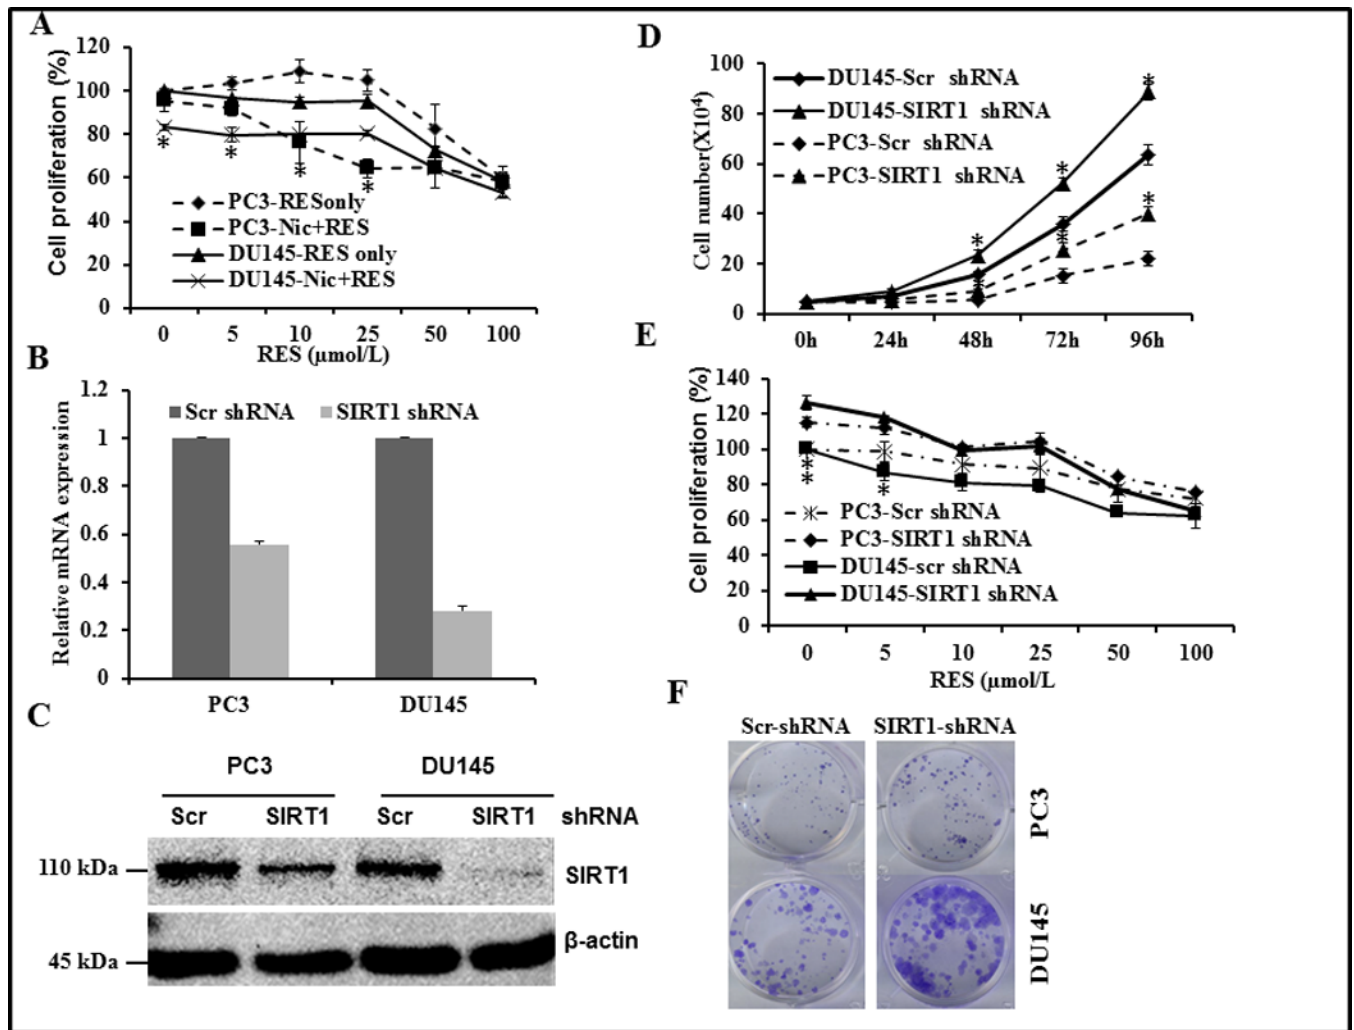 A
120
100
80
60
40
20
0
Cell proliferation (%)
* * * *
PC3-RESonly
PC3-Nic+RES
DU145-RES only
DU145-Nic+RES
0 5 10 25 50 100
RES (µmol/L)
B
1.2
1
0.8
0.6
0.4
0.2
0
Relative mRNA expression
Scr shRNA SIRT1 shRNA
PC3 DU145
C
PC3 DU145
Scr SIRT1 Scr SIRT1 shRNA
110 kDa SIRT1
β-actin
45 kDa
D
100
80
60
40
20
0
Cell number(X10⁴)
DU145-Scr shRNA
DU145-SIRT1 shRNA
PC3-Scr shRNA
PC3-SIRT1 shRNA
* * * * * *
0h 24h 48h 72h 96h
E
140
120
100
80
60
40
20
0
Cell proliferation (%)
* * *
PC3-Scr shRNA
PC3-SIRT1 shRNA
DU145-scr shRNA
DU145-SIRT1 shRNA
0 5 10 25 50 100
RES (µmol/L
F
Scr-shRNA SIRT1-shRNA
PC3
DU145